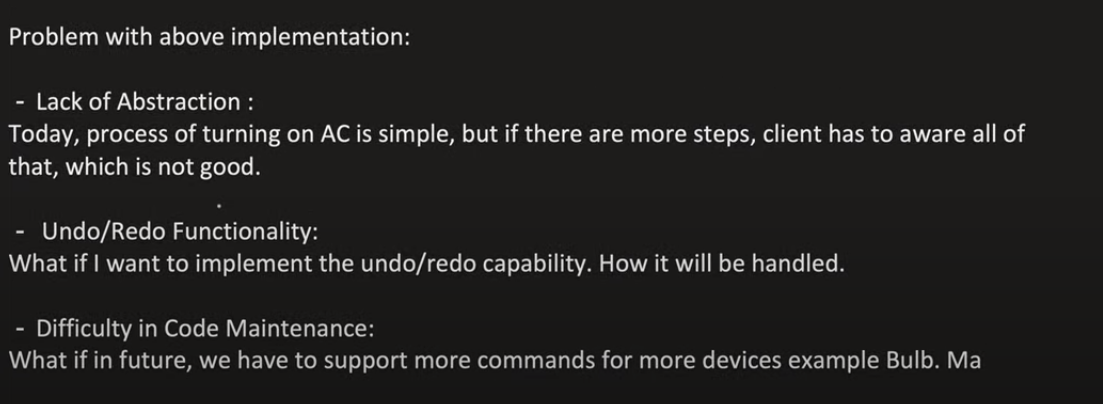 Problem with above implementation:
- Lack of Abstraction :
Today, process of turning on AC is simple, but if there are more steps, client has to aware all of
that, which is not good.
- Undo/Redo Functionality:
What if I want to implement the undo/redo capability. How it will be handled.
- Difficulty in Code Maintenance:
What if in future, we have to support more commands for more devices example Bulb. Ma